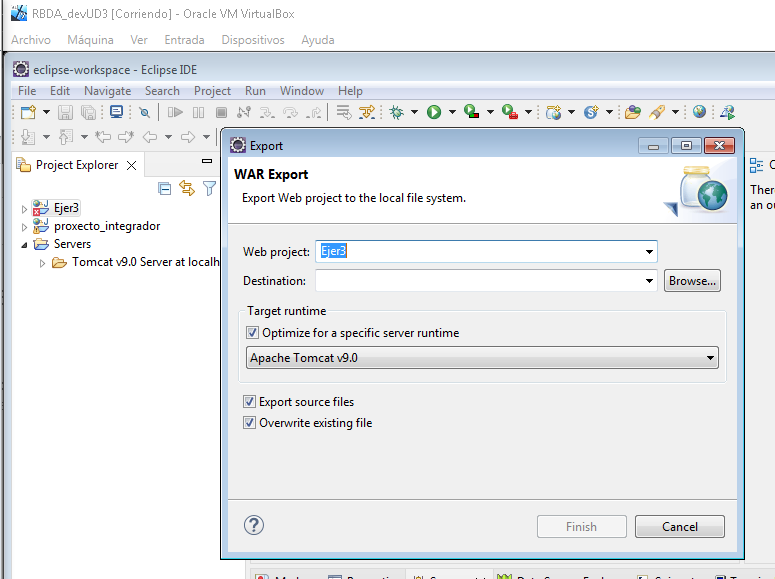 RBDA_devUD3 [Corriendo] - Oracle VM VirtualBox
Archivo Máquina Ver Entrada Dispositivos Ayuda
eclipse-workspace - Eclipse IDE
File Edit Navigate Search Project Run Window Help
Project Explorer
Ejer3
proxecto_integrador
Servers
Tomcat v9.0 Server at localh
Export
WAR Export
Export Web project to the local file system.
Web project: Ejer3
Destination: Browse...
Target runtime
Optimize for a specific server runtime
Apache Tomcat v9.0
Export source files
Overwrite existing file
Finish Cancel
Ther
an ou